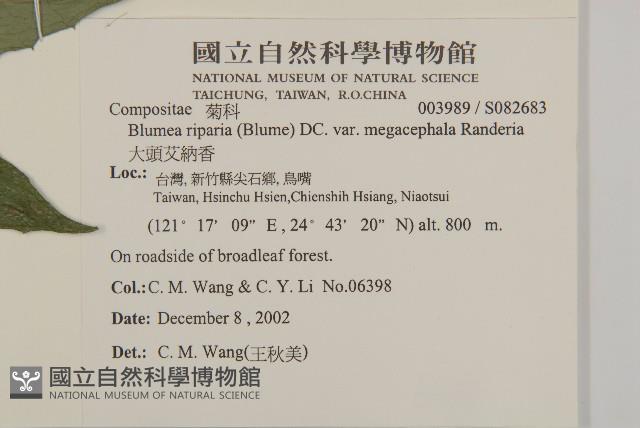 國立自然科學博物館
NATIONAL MUSEUM OF NATURAL SCIENCE
TAICHUNG, TAIWAN, R.O.CHINA
Compositae 菊科 003989 / S082683
Blumea riparia (Blume) DC. var. megacephala Randeria
大頭艾納香
Loc.: 台灣, 新竹縣尖石鄉, 鳥嘴
Taiwan, Hsinchu Hsien,Chienshih Hsiang, Niaotsui
(121° 17' 09" E , 24° 43' 20" N) alt. 800 m.
On roadside of broadleaf forest.
Col.: C. M. Wang & C. Y. Li No.06398
Date: December 8 , 2002
Det.: C. M. Wang(王秋美)
國立自然科學博物館
NATIONAL MUSEUM OF NATURAL SCIENCE